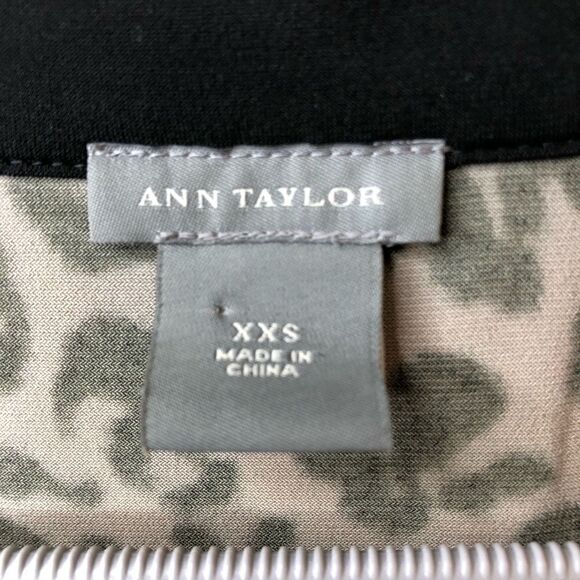 ANN TAYLOR
XXS
MADE IN
CHINA